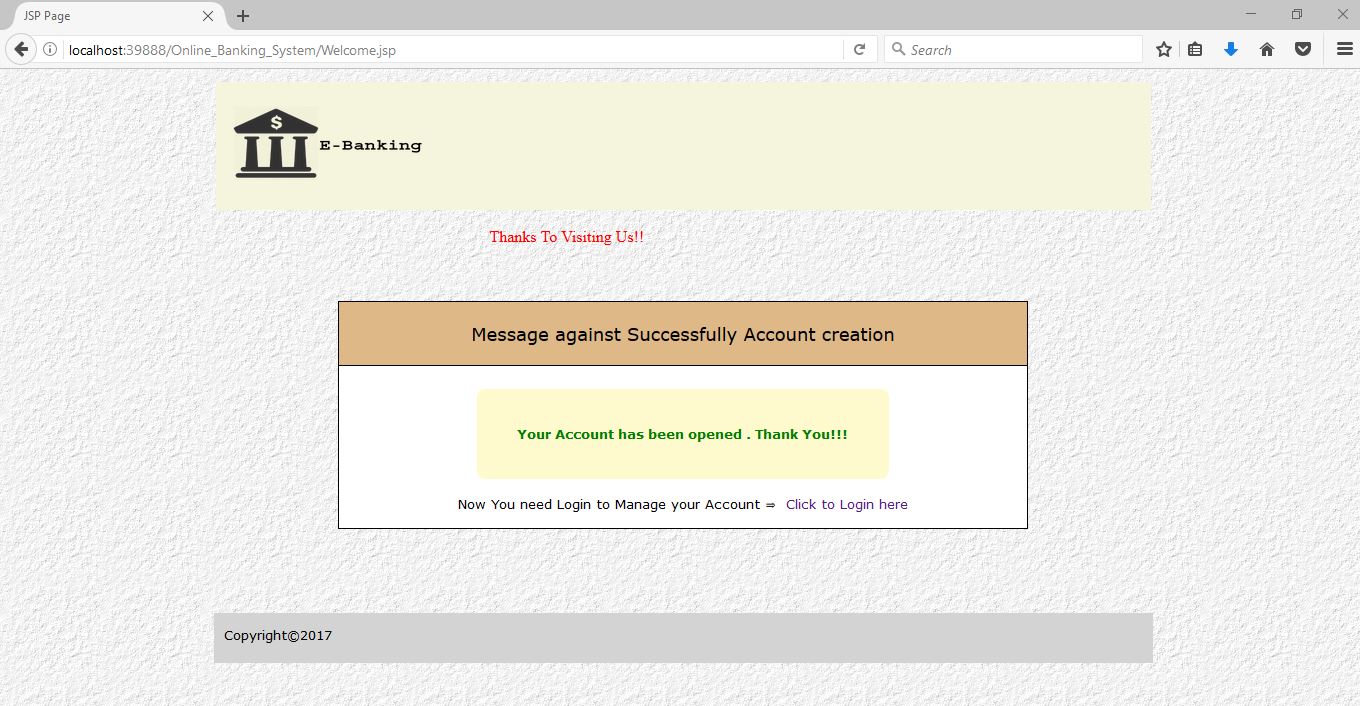 JSP Page
localhost:39888/Online_Banking_System/Welcome.jsp
Search
$
E-Banking
Thanks To Visiting Us!!
Message against Successfully Account creation
Your Account has been opened . Thank You!!!
Now You need Login to Manage your Account ⇒ Click to Login here
Copyright©2017